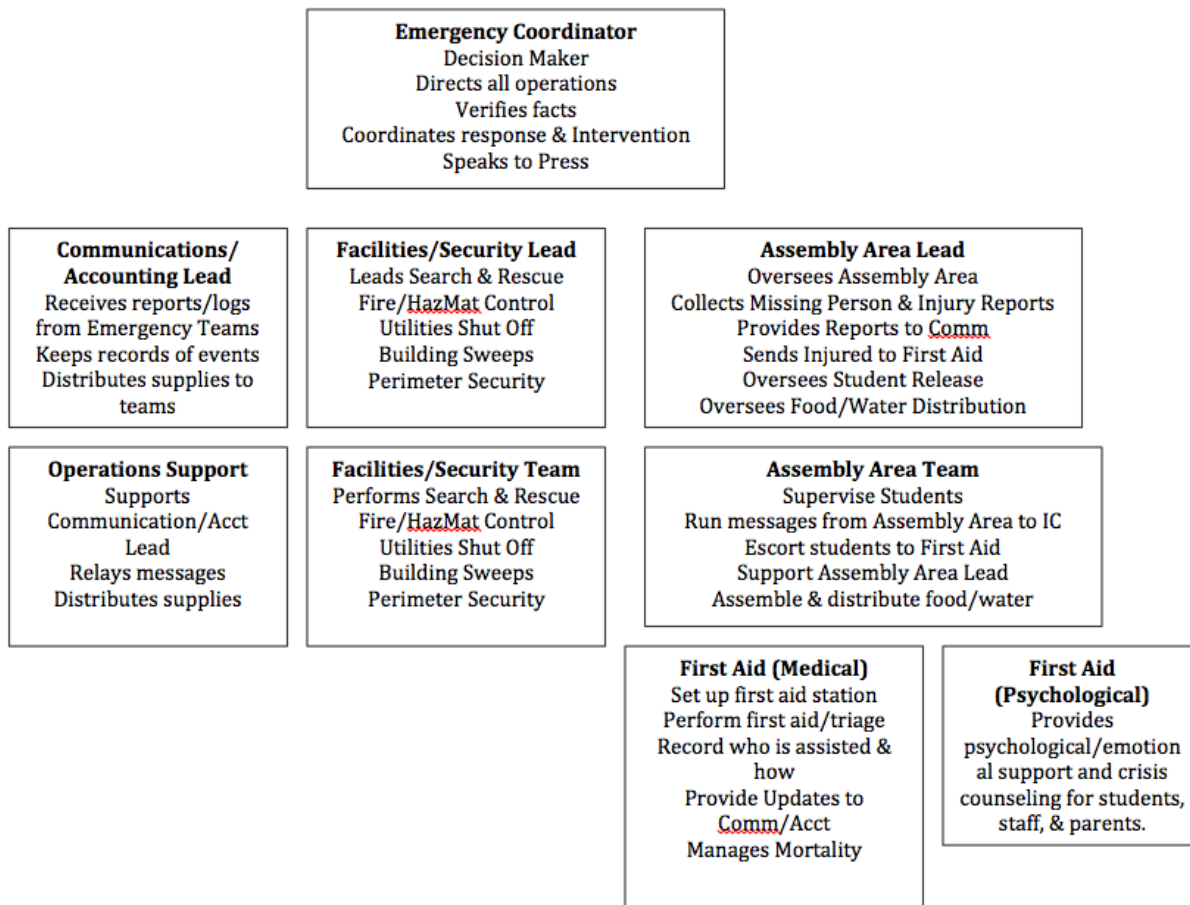 Emergency Coordinator
Decision Maker
Directs all operations
Verifies facts
Coordinates response & Intervention
Speaks to Press
Communications/
Accounting Lead
Receives reports/logs
from Emergency Teams
Keeps records of events
Distributes supplies to
teams
Facilities/Security Lead
Leads Search & Rescue
Fire/HazMat Control
Utilities Shut Off
Building Sweeps
Perimeter Security
Assembly Area Lead
Oversees Assembly Area
Collects Missing Person & Injury Reports
Provides Reports to Comm
Sends Injured to First Aid
Oversees Student Release
Oversees Food/Water Distribution
Operations Support
Supports
Communication/Acct
Lead
Relays messages
Distributes supplies
Facilities/Security Team
Performs Search & Rescue
Fire/HazMat Control
Utilities Shut Off
Building Sweeps
Perimeter Security
Assembly Area Team
Supervise Students
Run messages from Assembly Area to IC
Escort students to First Aid
Support Assembly Area Lead
Assemble & distribute food/water
First Aid (Medical)
Set up first aid station
Perform first aid/triage
Record who is assisted &
how
Provide Updates to
Comm/Acct
Manages Mortality
First Aid
(Psychological)
Provides
psychological/emotion
al support and crisis
counseling for students,
staff, & parents.